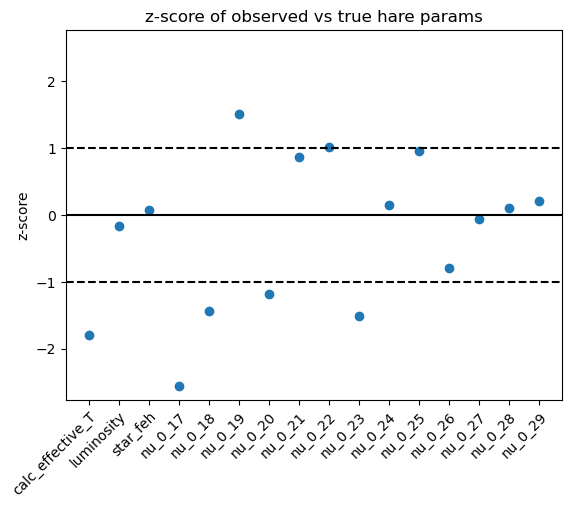 z-score of observed vs true hare params
z-score
2
1
0
−1
−2
calc_effective_T
luminosity
star_feh
nu_0_17
nu_0_18
nu_0_19
nu_0_20
nu_0_21
nu_0_22
nu_0_23
nu_0_24
nu_0_25
nu_0_26
nu_0_27
nu_0_28
nu_0_29